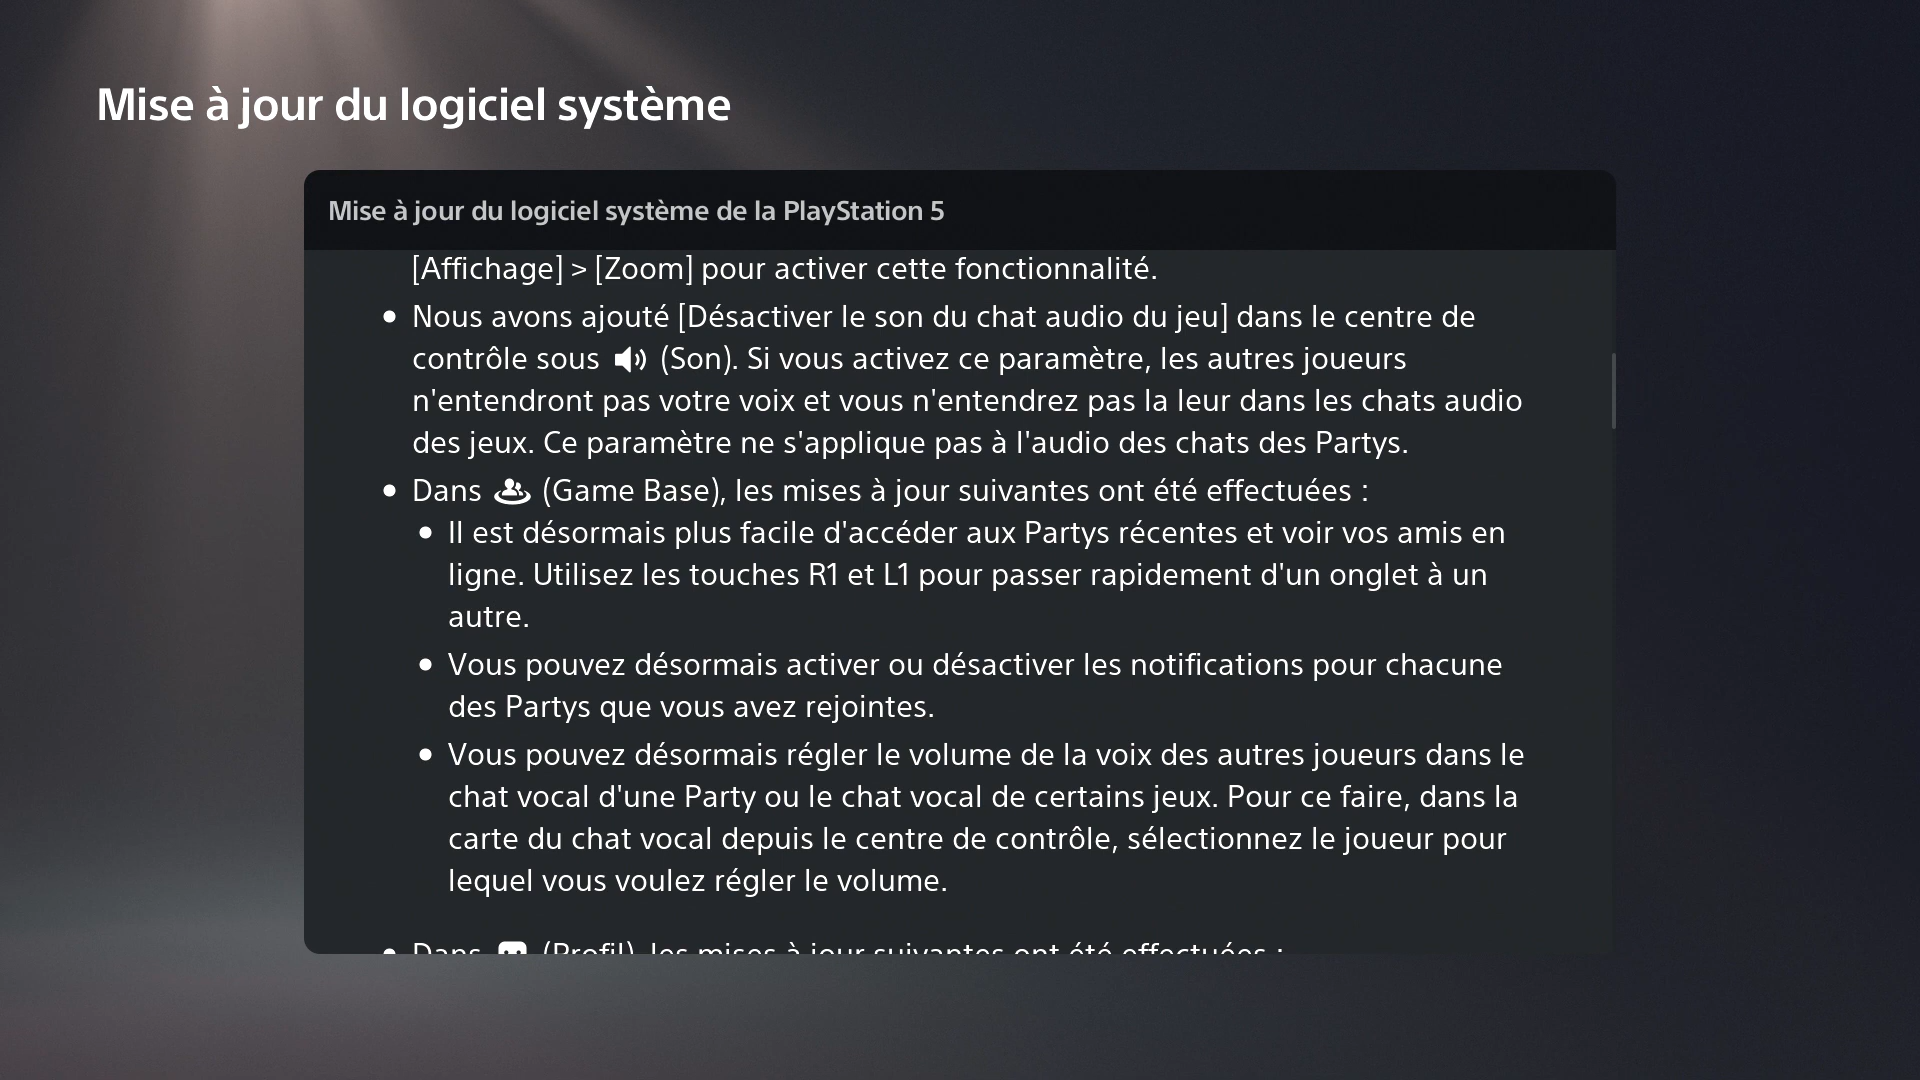 Mise à jour du logiciel système
Mise à jour du logiciel système de la PlayStation 5
[Affichage] > [Zoom] pour activer cette fonctionnalité.
• Nous avons ajouté [Désactiver le son du chat audio du jeu] dans le centre de
contrôle sous (Son). Si vous activez ce paramètre, les autres joueurs
n'entendront pas votre voix et vous n'entendrez pas la leur dans les chats audio
des jeux. Ce paramètre ne s'applique pas à l'audio des chats des Partys.
• Dans (Game Base), les mises à jour suivantes ont été effectuées :
• Il est désormais plus facile d'accéder aux Partys récentes et voir vos amis en
ligne. Utilisez les touches R1 et L1 pour passer rapidement d'un onglet à un
autre.
• Vous pouvez désormais activer ou désactiver les notifications pour chacune
des Partys que vous avez rejointes.
• Vous pouvez désormais régler le volume de la voix des autres joueurs dans le
chat vocal d'une Party ou le chat vocal de certains jeux. Pour ce faire, dans la
carte du chat vocal depuis le centre de contrôle, sélectionnez le joueur pour
lequel vous voulez régler le volume.
• Dans (Profil), les mises à jour suivantes ont été effectuées :